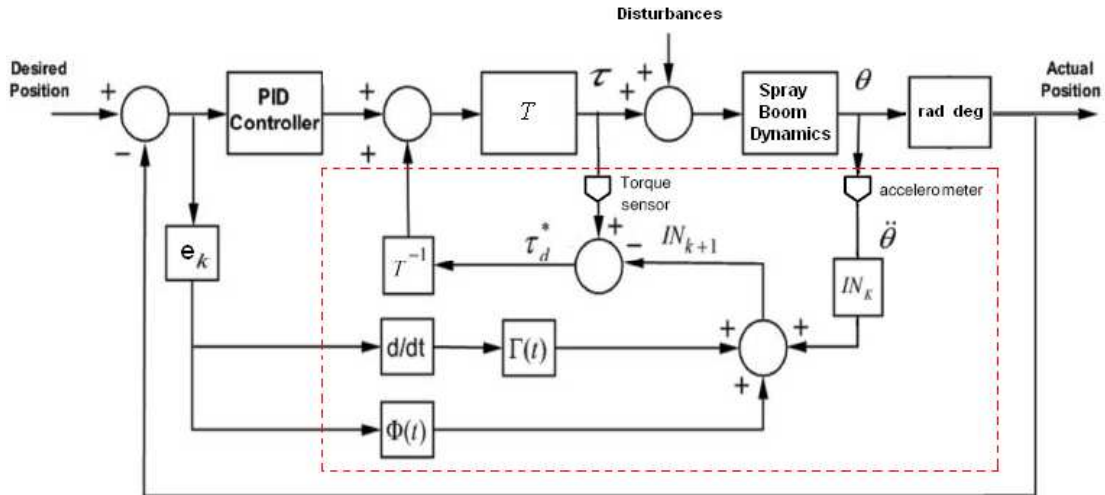 Disturbances
Desired
Position
+
−
PID
Controller
+
+
T
τ
+
+
Spray
Boom
Dynamics
θ
rad deg
Actual
Position
Torque
sensor
accelerometer
e_k
T^{-1}
τ_d^*
+
−
IN_{k+1}
θ̈
IN_K
d/dt
Γ(t)
+
+
+
Φ(t)